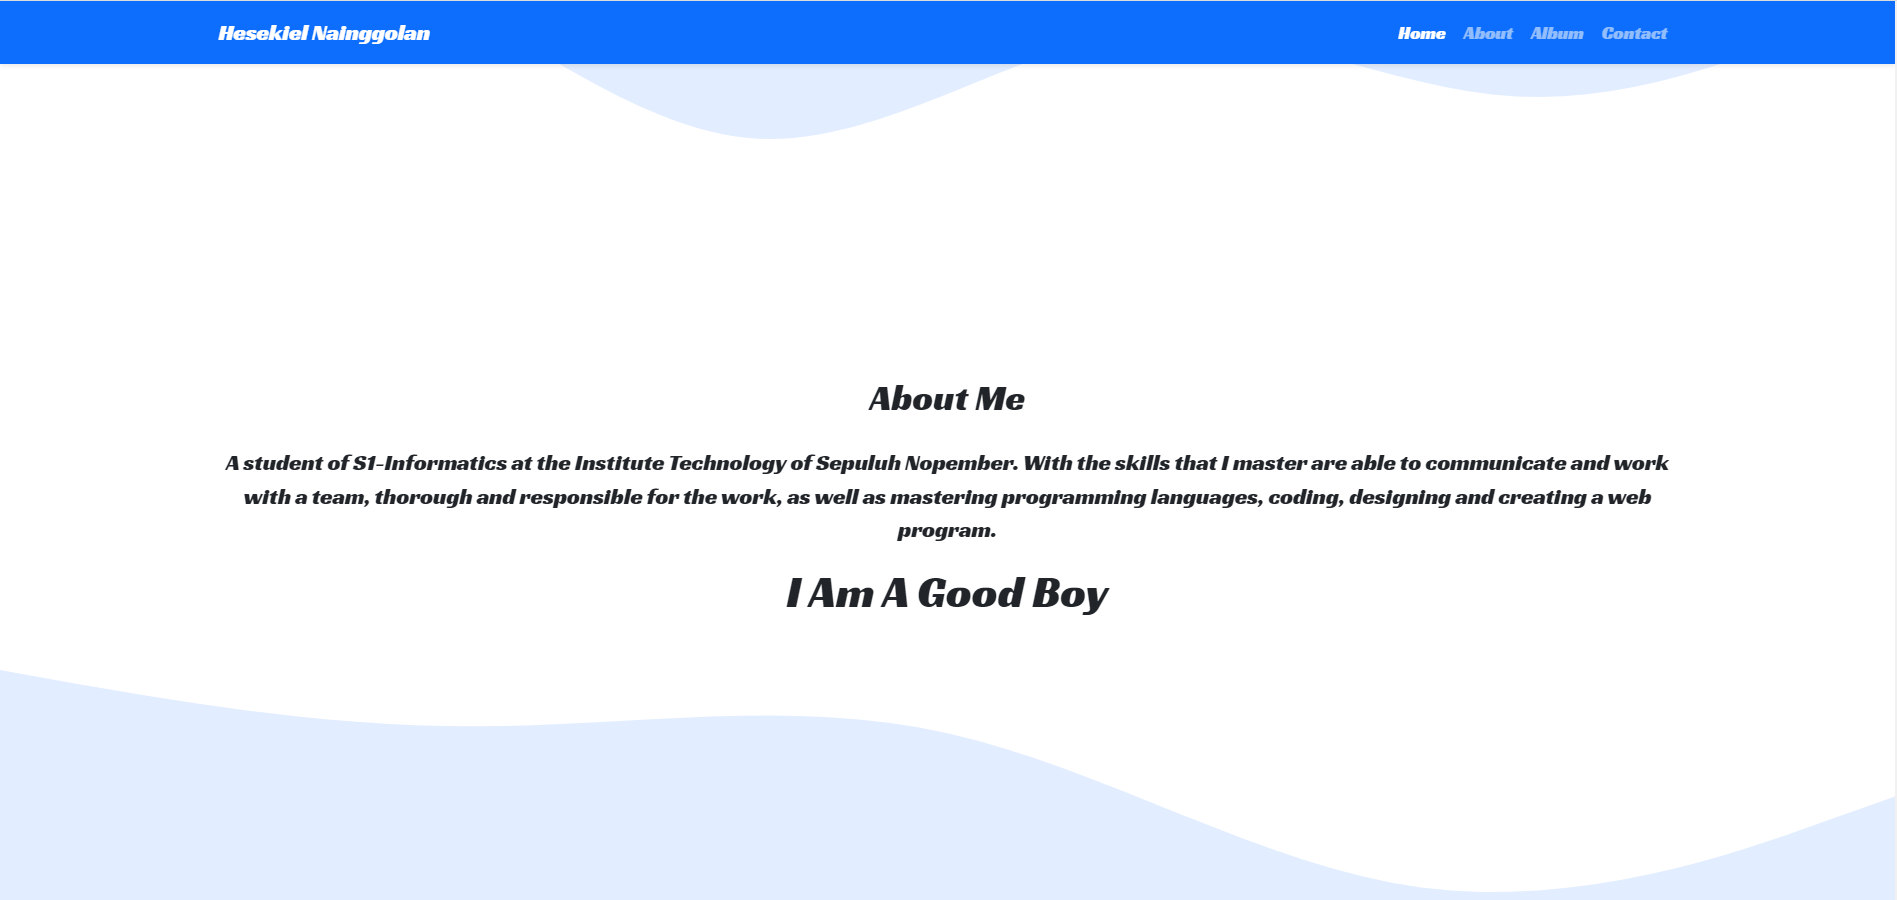 Hesekiel Nainggolan
Home About Album Contact
About Me
A student of S1-Informatics at the Institute Technology of Sepuluh Nopember. With the skills that I master are able to communicate and work
with a team, thorough and responsible for the work, as well as mastering programming languages, coding, designing and creating a web
program.
I Am A Good Boy